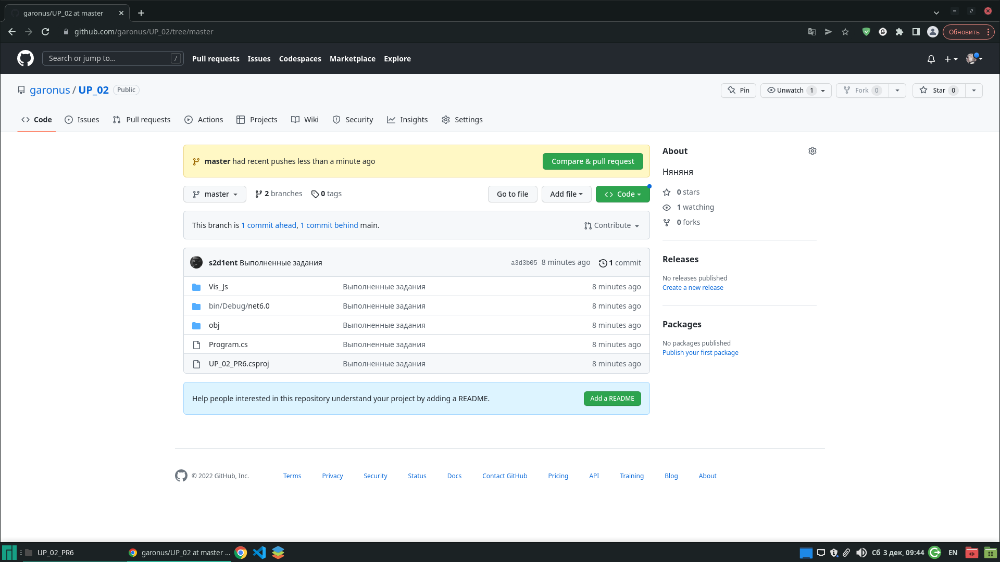 garonus/UP_02 at master
github.com/garonus/UP_02/tree/master
Обновить
Search or jump to... /
Pull requests Issues Codespaces Marketplace Explore
garonus / UP_02 Public
Pin Unwatch 1 Fork 0 Star 0
Code Issues Pull requests Actions Projects Wiki Security Insights Settings
master had recent pushes less than a minute ago
Compare & pull request
master 2 branches 0 tags
Go to file Add file Code
This branch is 1 commit ahead, 1 commit behind main.
Contribute
s2d1ent Выполненные задания a3d3b05 8 minutes ago 1 commit
Vis_Js Выполненные задания 8 minutes ago
bin/Debug/net6.0 Выполненные задания 8 minutes ago
obj Выполненные задания 8 minutes ago
Program.cs Выполненные задания 8 minutes ago
UP_02_PR6.csproj Выполненные задания 8 minutes ago
Help people interested in this repository understand your project by adding a README.
Add a README
About
Няняня
0 stars
1 watching
0 forks
Releases
No releases published
Create a new release
Packages
No packages published
Publish your first package
© 2022 GitHub, Inc. Terms Privacy Security Status Docs Contact GitHub Pricing API Training Blog About
UP_02_PR6 garonus/UP_02 at master ... Сб 3 дек, 09:44 EN